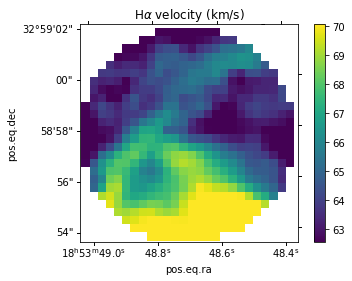 Hα velocity (km/s)
32°59'02"
00"
58'58"
56"
54"
pos.eq.dec
18ʰ53ᵐ49.0ˢ
48.8ˢ
48.6ˢ
48.4ˢ
pos.eq.ra
70
69
68
67
66
65
64
63